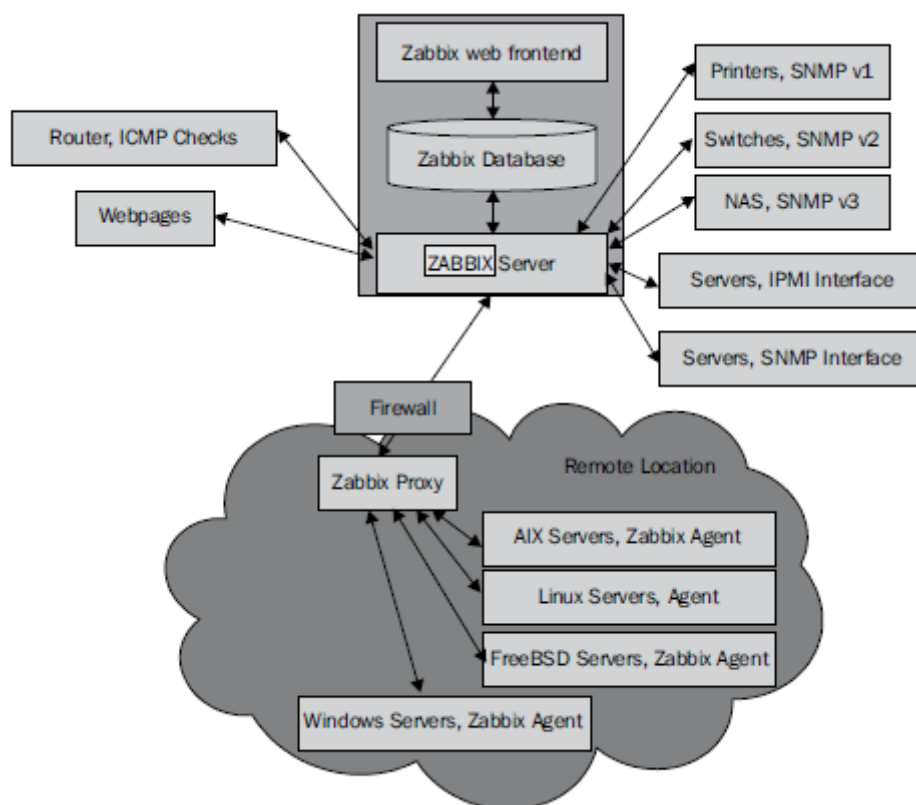 Zabbix web frontend
Printers, SNMP v1
Router, ICMP Checks
Zabbix Database
Switches, SNMP v2
Webpages
NAS, SNMP v3
ZABBIX Server
Servers, IPMI Interface
Servers, SNMP Interface
Firewall
Remote Location
Zabbix Proxy
AIX Servers, Zabbix Agent
Linux Servers, Agent
FreeBSD Servers, Zabbix Agent
Windows Servers, Zabbix Agent